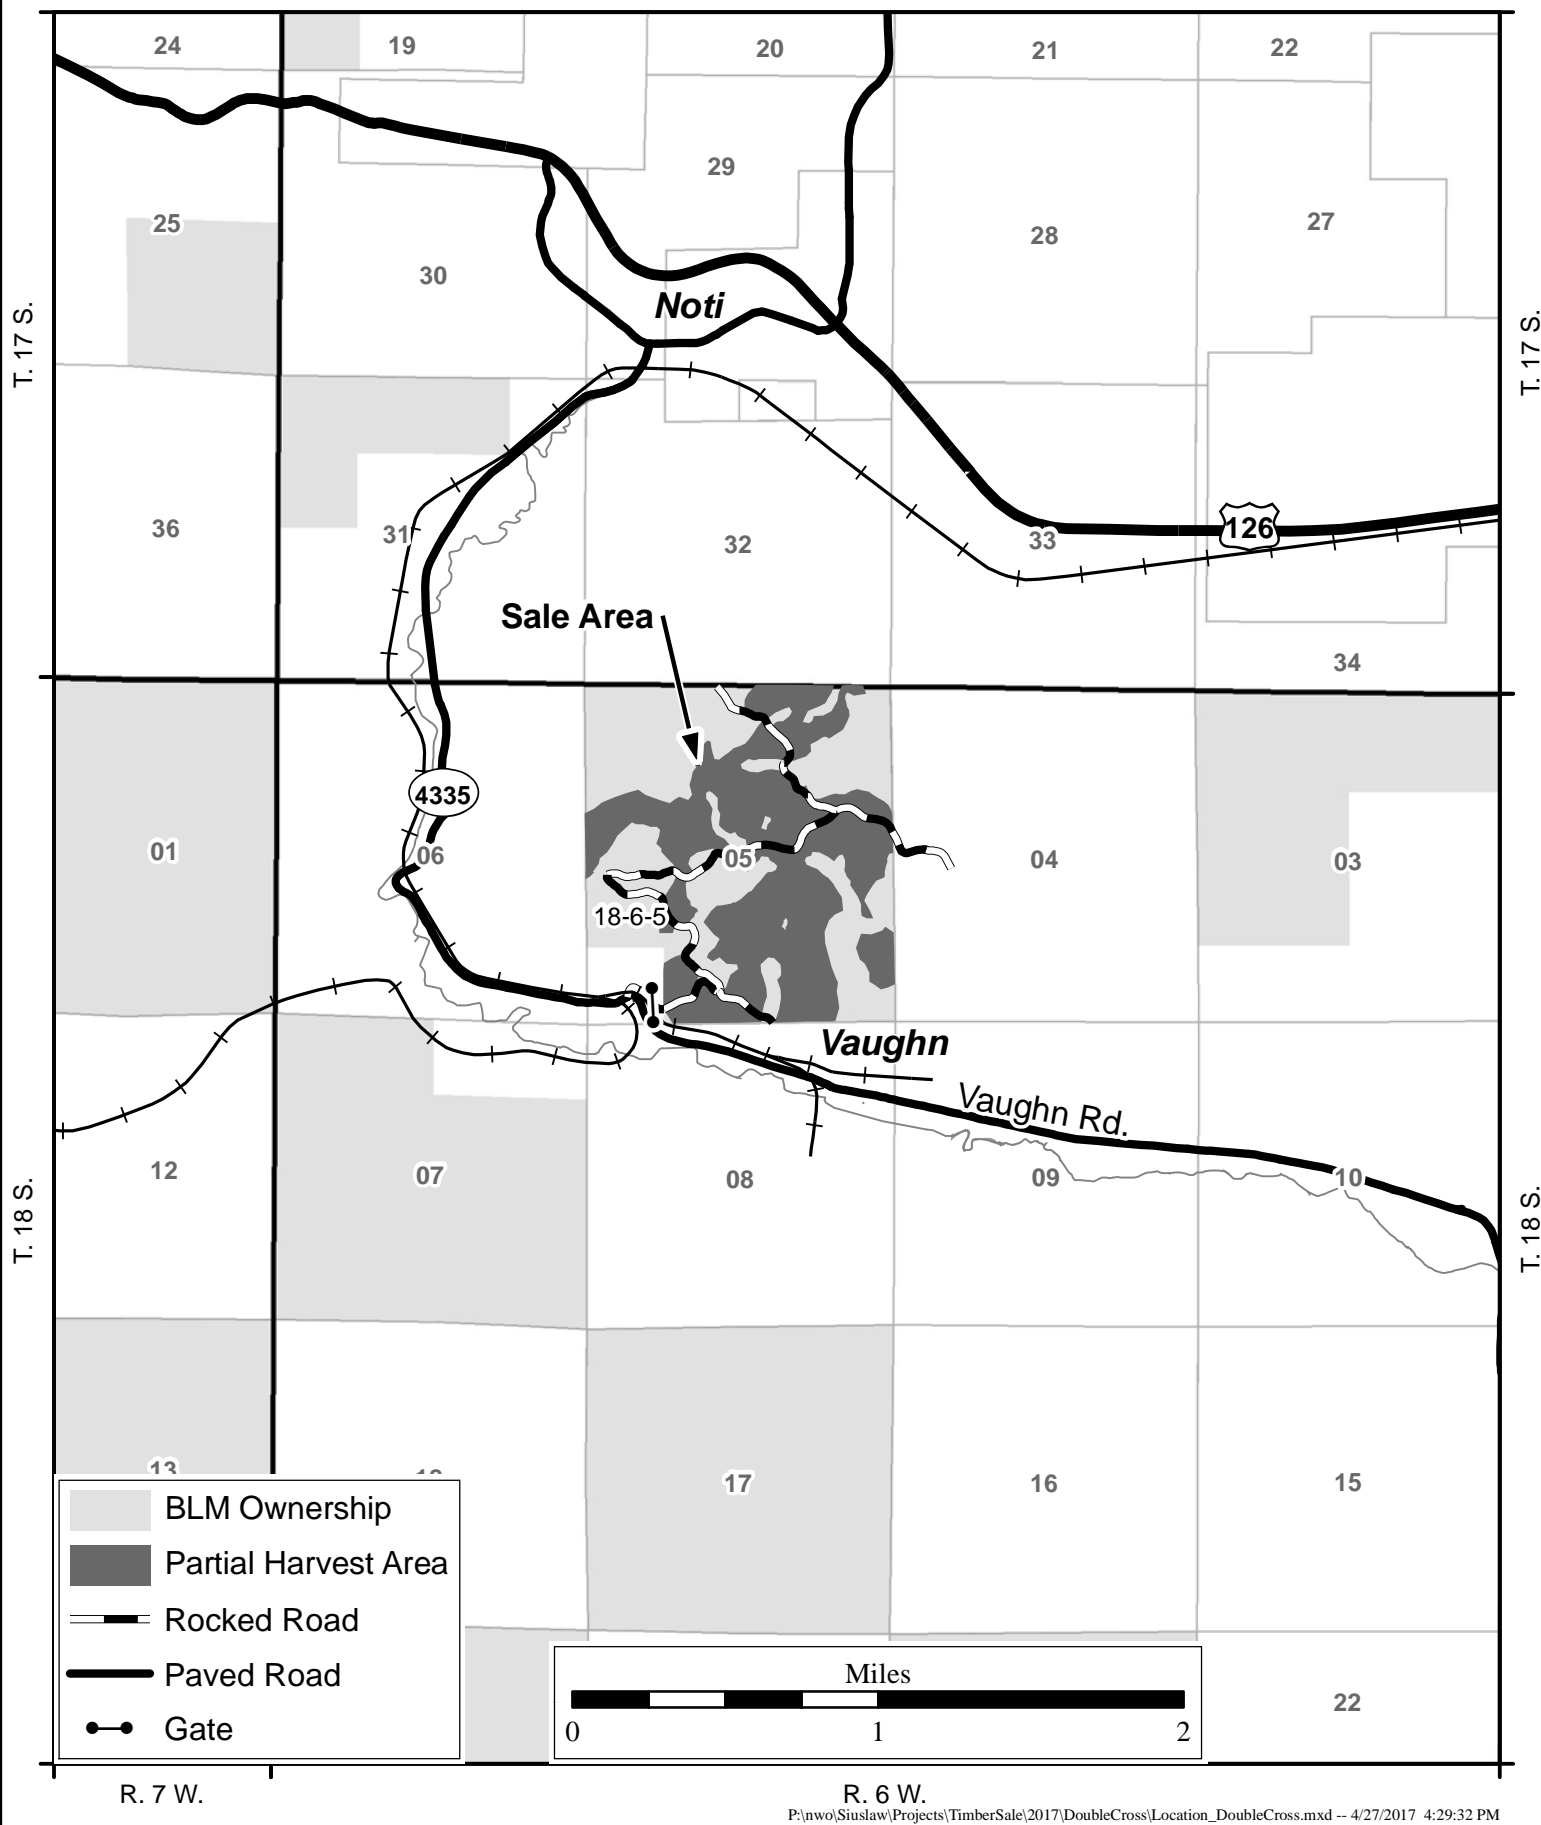 24
19
20
21
22
29
25
27
28
30
Noti
T. 17 S.
T. 17 S.
36
31
32
33
126
Sale Area
34
4335
01
06
05
04
03
18-6-5
Vaughn
Vaughn Rd.
12
07
08
09
10
T. 18 S.
T. 18 S.
13
17
16
15
BLM Ownership
Partial Harvest Area
Rocked Road
Paved Road
Gate
Miles
0 1 2
22
R. 7 W.
R. 6 W.
P:\nwo\Siuslaw\Projects\TimberSale\2017\DoubleCross\Location_DoubleCross.mxd -- 4/27/2017 4:29:32 PM